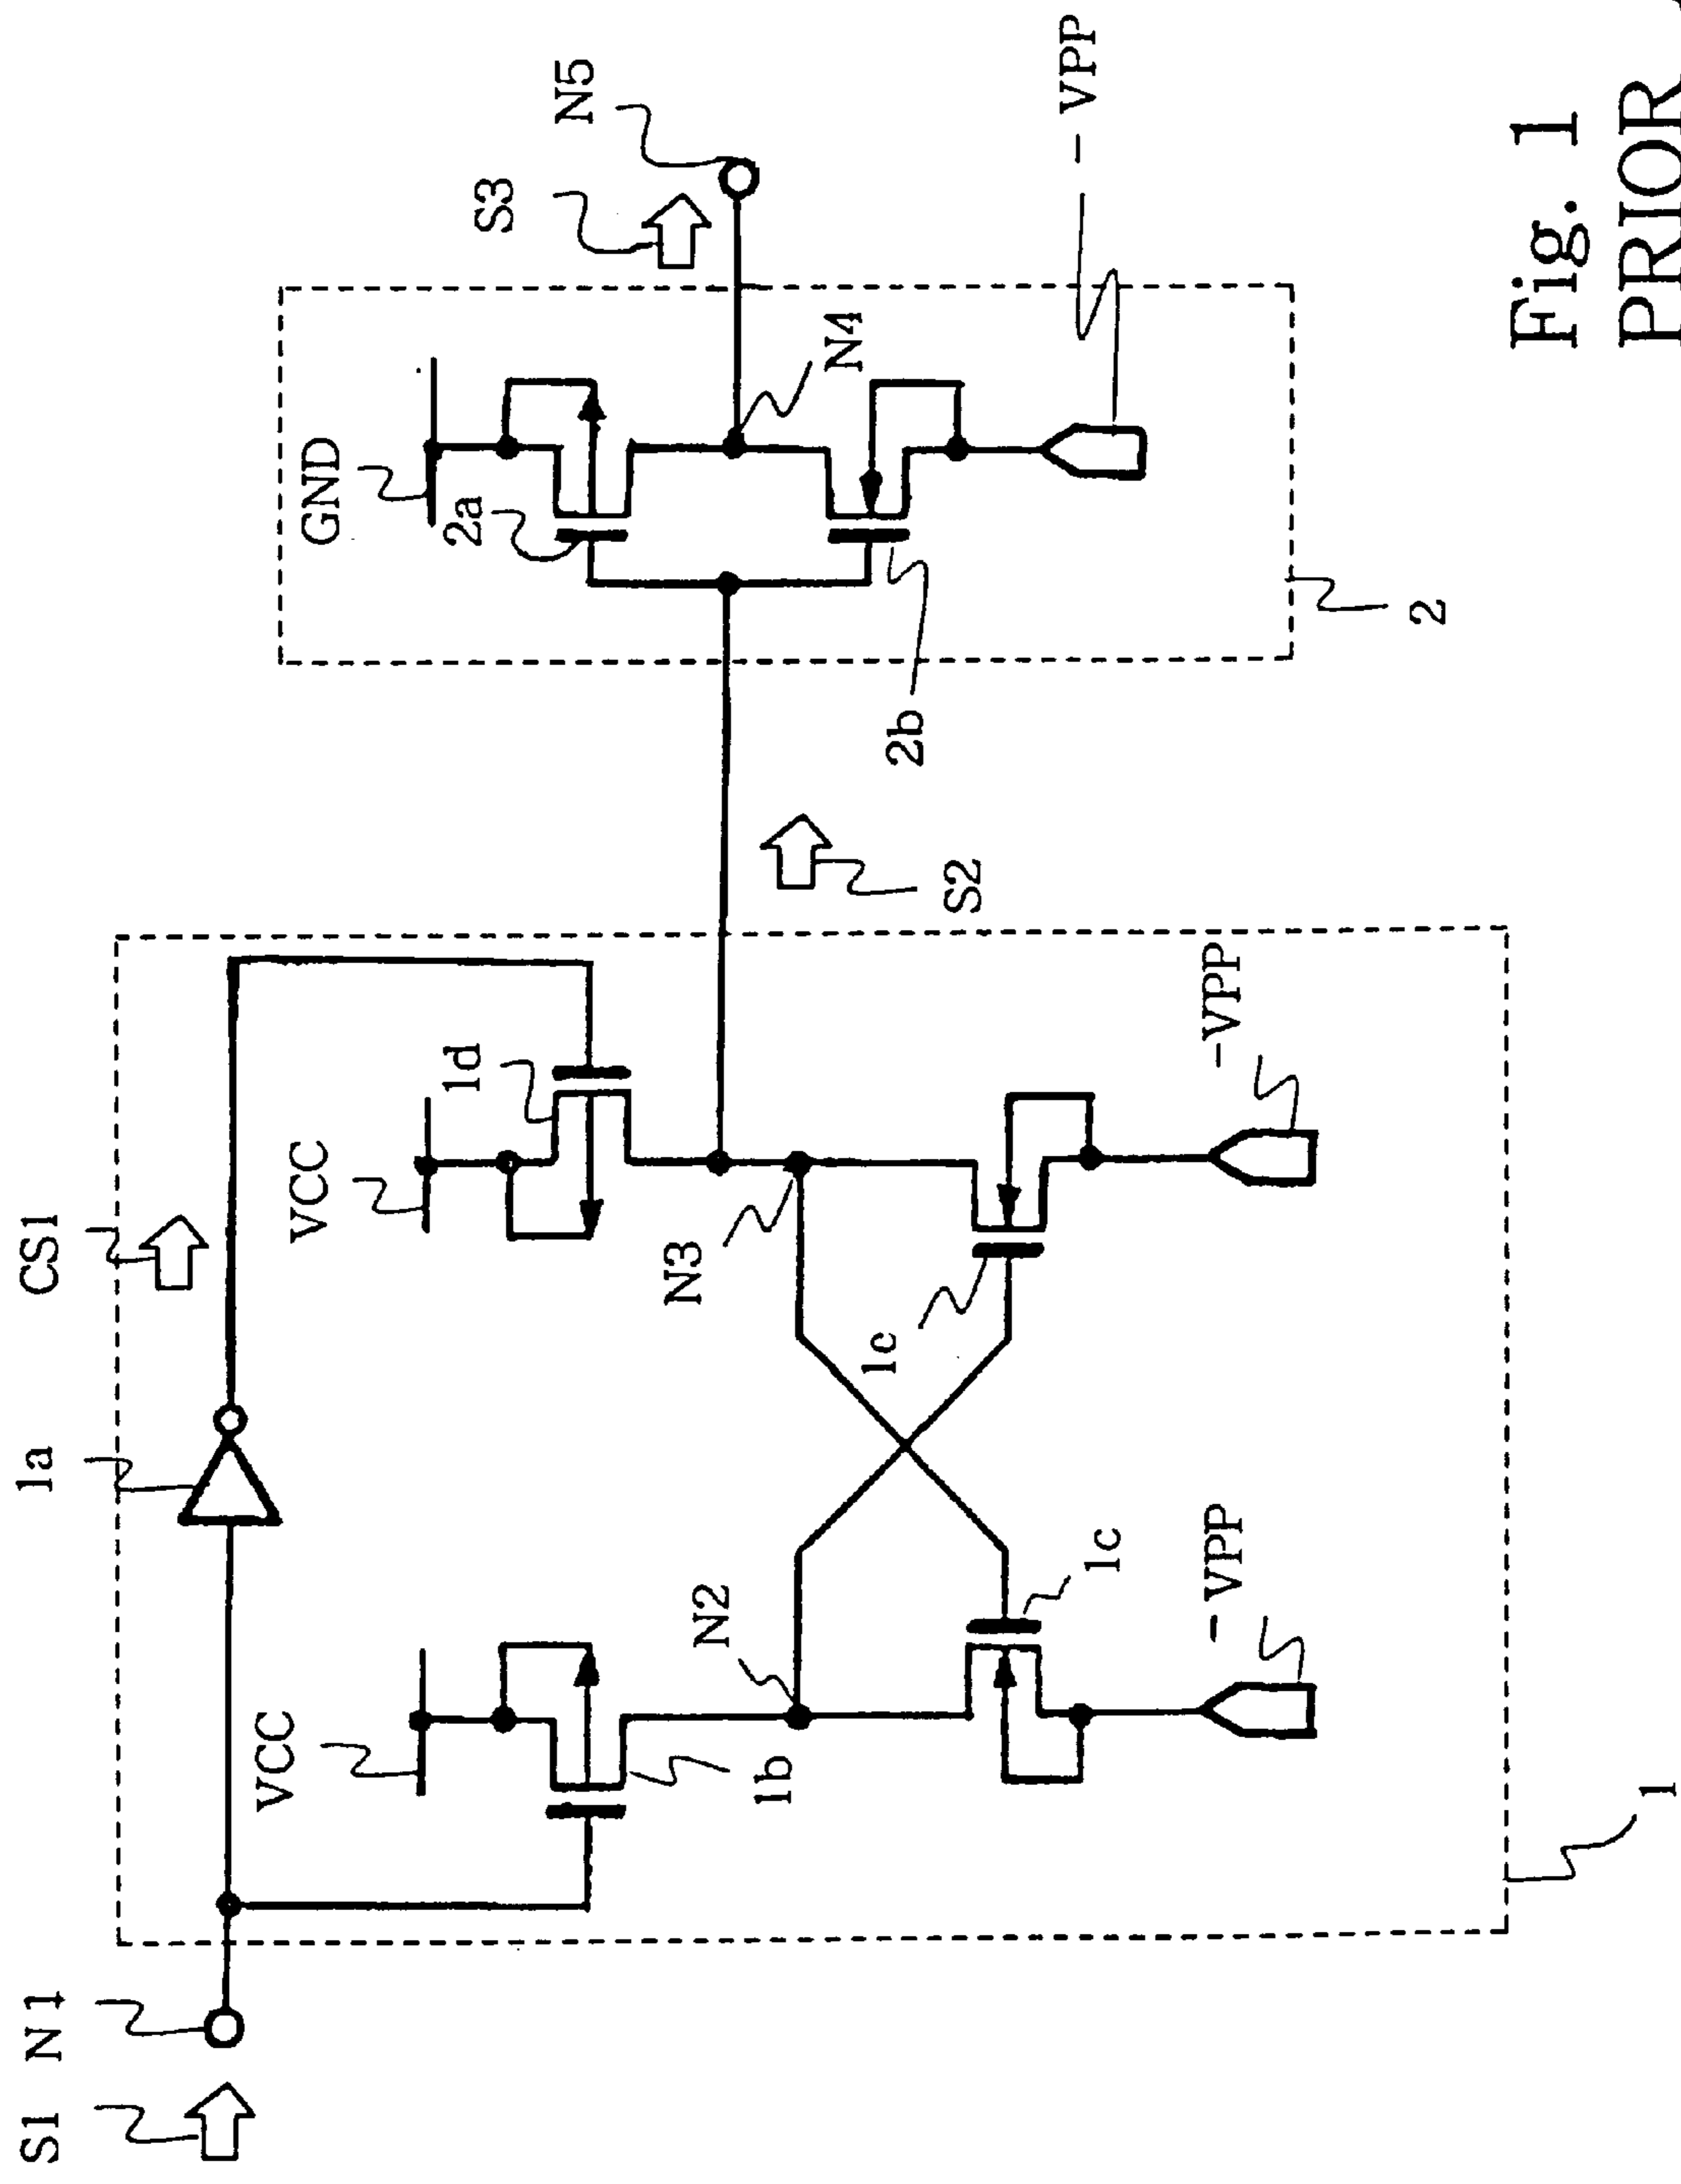 S1
N1
1a
CS1
VCC
VCC
1d
1b
N2
N3
1c
1c
-VPP
-VPP
1
S2
GND
2a
2b
N4
S3
N5
-VPP
2
Fig. 1
PRIOR